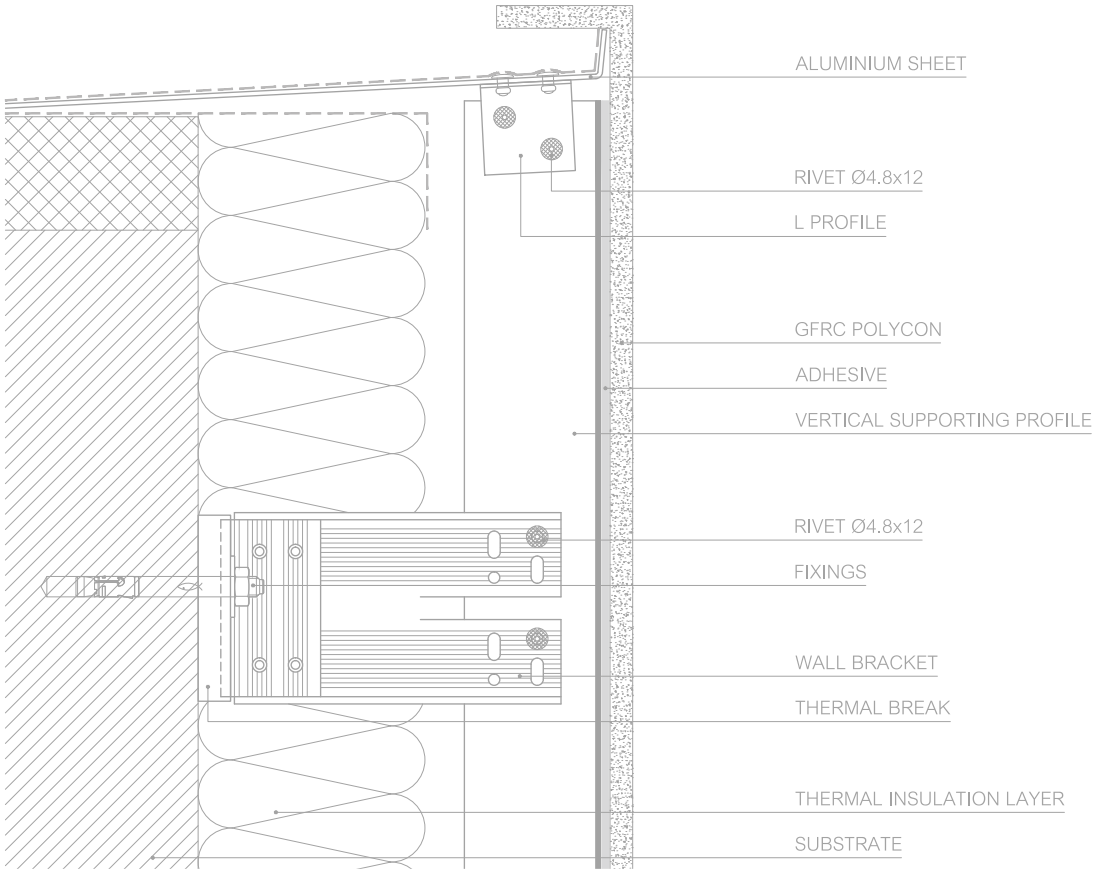 ALUMINIUM SHEET
RIVET Ø4.8x12
L PROFILE
GFRC POLYCON
ADHESIVE
VERTICAL SUPPORTING PROFILE
RIVET Ø4.8x12
FIXINGS
WALL BRACKET
THERMAL BREAK
THERMAL INSULATION LAYER
SUBSTRATE